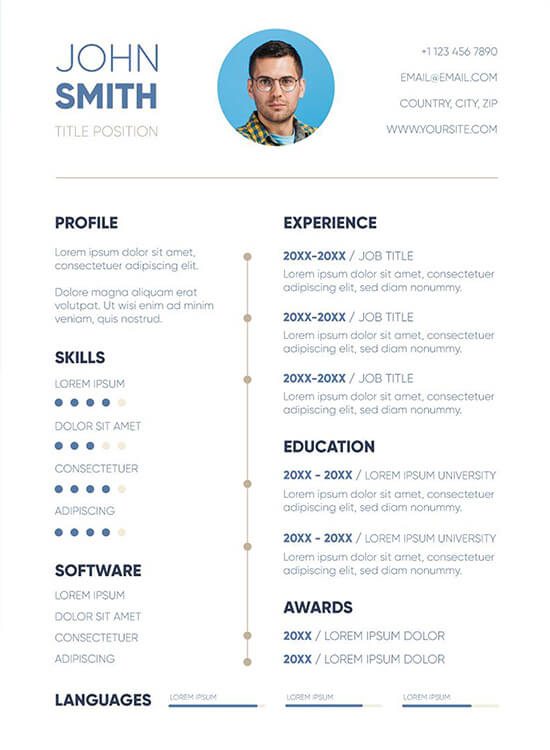 JOHN
SMITH
TITLE POSITION
+1 123 456 7890
EMAIL@EMAIL.COM
COUNTRY, CITY, ZIP
WWW.YOURSITE.COM
PROFILE
Lorem ipsum dolor sit amet,
consectetuer adipiscing elit.
Dolore magna aliquam erat
volutpat. Ut wisi enim ad minim
veniam, quis nostrud.
SKILLS
LOREM IPSUM
DOLOR SIT AMET
CONSECTETUER
ADIPISCING
SOFTWARE
LOREM IPSUM
DOLOR SIT AMET
CONSECTETUER
ADIPISCING
EXPERIENCE
20XX-20XX / JOB TITLE
Lorem ipsum dolor sit amet, consectetuer
adipiscing elit, sed diam nonummy.
20XX-20XX / JOB TITLE
Lorem ipsum dolor sit amet, consectetuer
adipiscing elit, sed diam nonummy.
20XX-20XX / JOB TITLE
Lorem ipsum dolor sit amet, consectetuer
adipiscing elit, sed diam nonummy.
EDUCATION
20XX - 20XX / LOREM IPSUM UNIVERSITY
Lorem ipsum dolor sit amet, consectetuer
adipiscing elit, sed diam nonummy.
20XX - 20XX / LOREM IPSUM UNIVERSITY
Lorem ipsum dolor sit amet, consectetuer
adipiscing elit, sed diam nonummy.
AWARDS
20XX / LOREM IPSUM DOLOR
20XX / LOREM IPSUM DOLOR
LANGUAGES
LOREM IPSUM
LOREM IPSUM
LOREM IPSUM